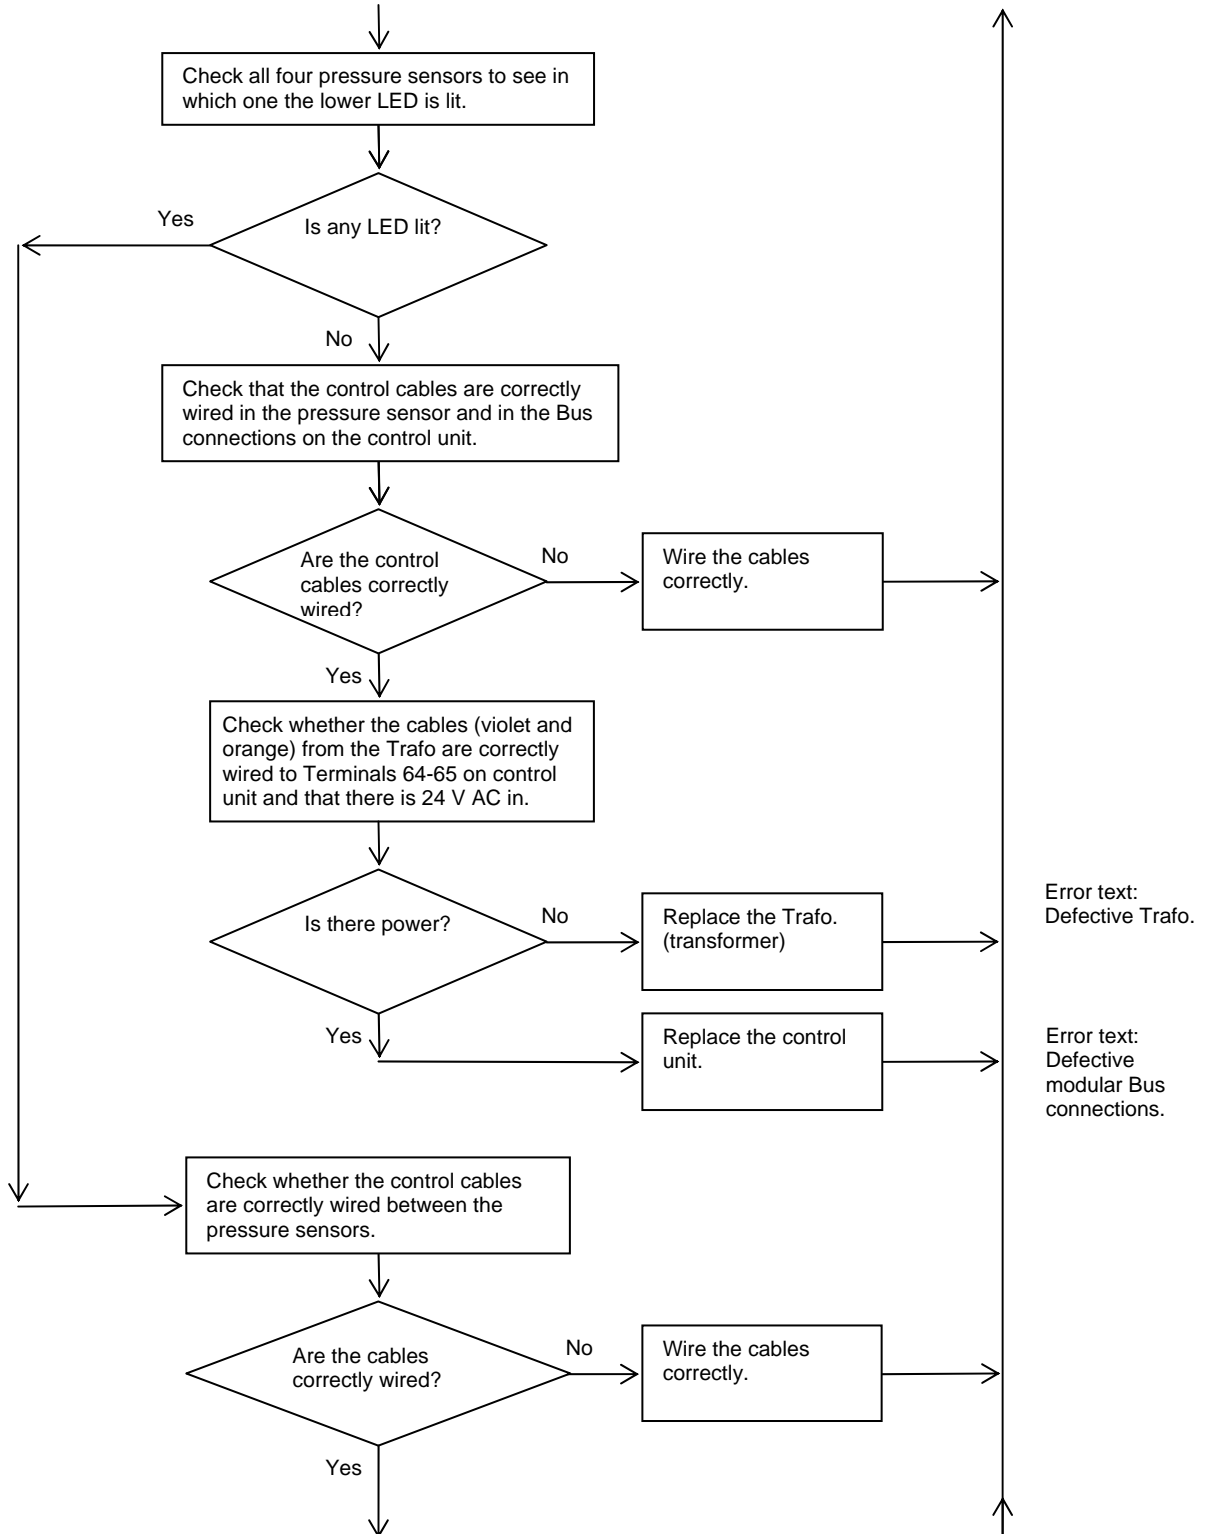 Check all four pressure sensors to see in
which one the lower LED is lit.
Yes
Is any LED lit?
No
Check that the control cables are correctly
wired in the pressure sensor and in the Bus
connections on the control unit.
Are the control
cables correctly
wired?
No
Wire the cables
correctly.
Yes
Check whether the cables (violet and
orange) from the Trafo are correctly
wired to Terminals 64-65 on control
unit and that there is 24 V AC in.
Is there power?
No
Replace the Trafo.
(transformer)
Error text:
Defective Trafo.
Yes
Replace the control
unit.
Error text:
Defective
modular Bus
connections.
Check whether the control cables
are correctly wired between the
pressure sensors.
Are the cables
correctly wired?
No
Wire the cables
correctly.
Yes